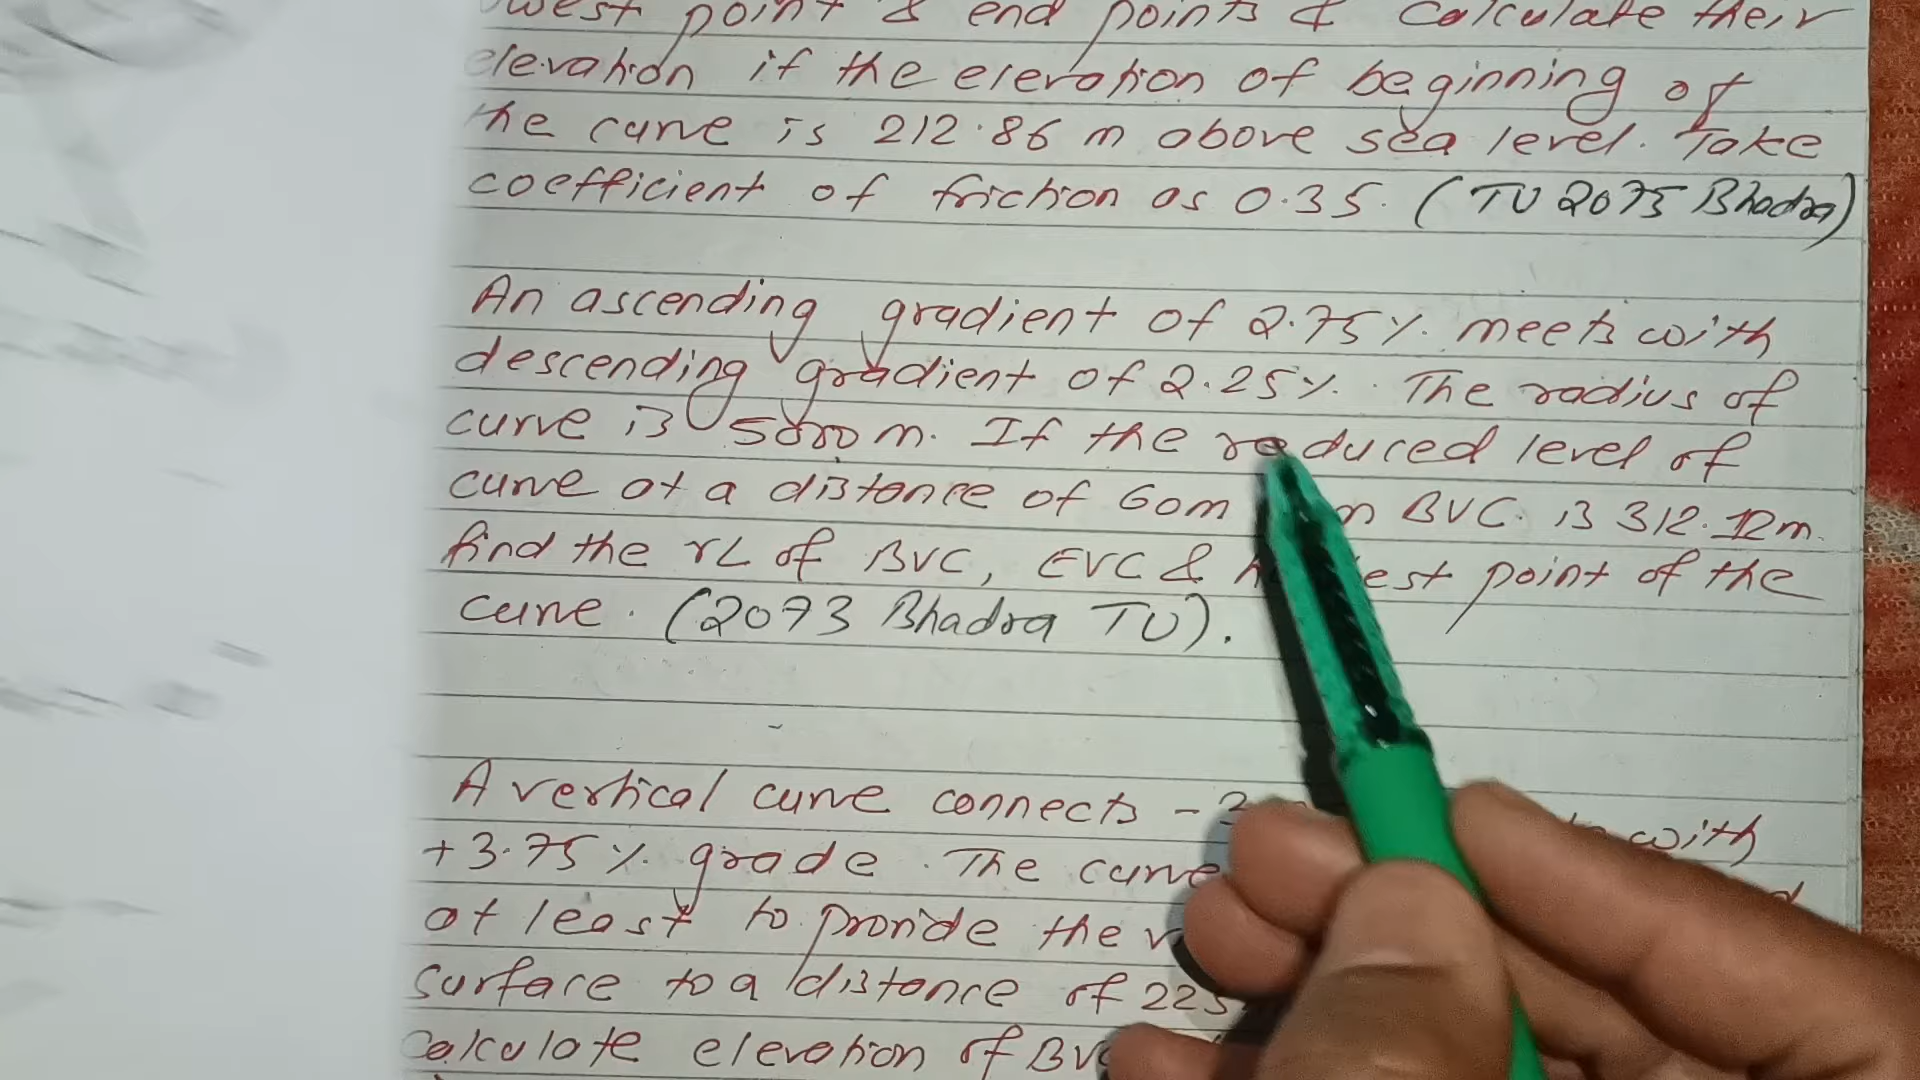 west point & end points & calculate their
elevation if the elevation of beginning of
the curve is 212.86 m above sea level. Take
coefficient of friction as 0.35. (TU 2075 Bhadra)
An ascending gradient of 2.75%. meets with
descending gradient of 2.25%. The radius of
curve is 5000 m. If the reduced level of
curve at a distance of 60m BVC. is 312.12m.
find the rL of BVC, EVC & point of the
curve. (2073 Bhadra TU).
A vertical curve connects with
+3.75%. grade. The curve
at least to provide the
surface to a distance of 225
calculate elevation of BVC